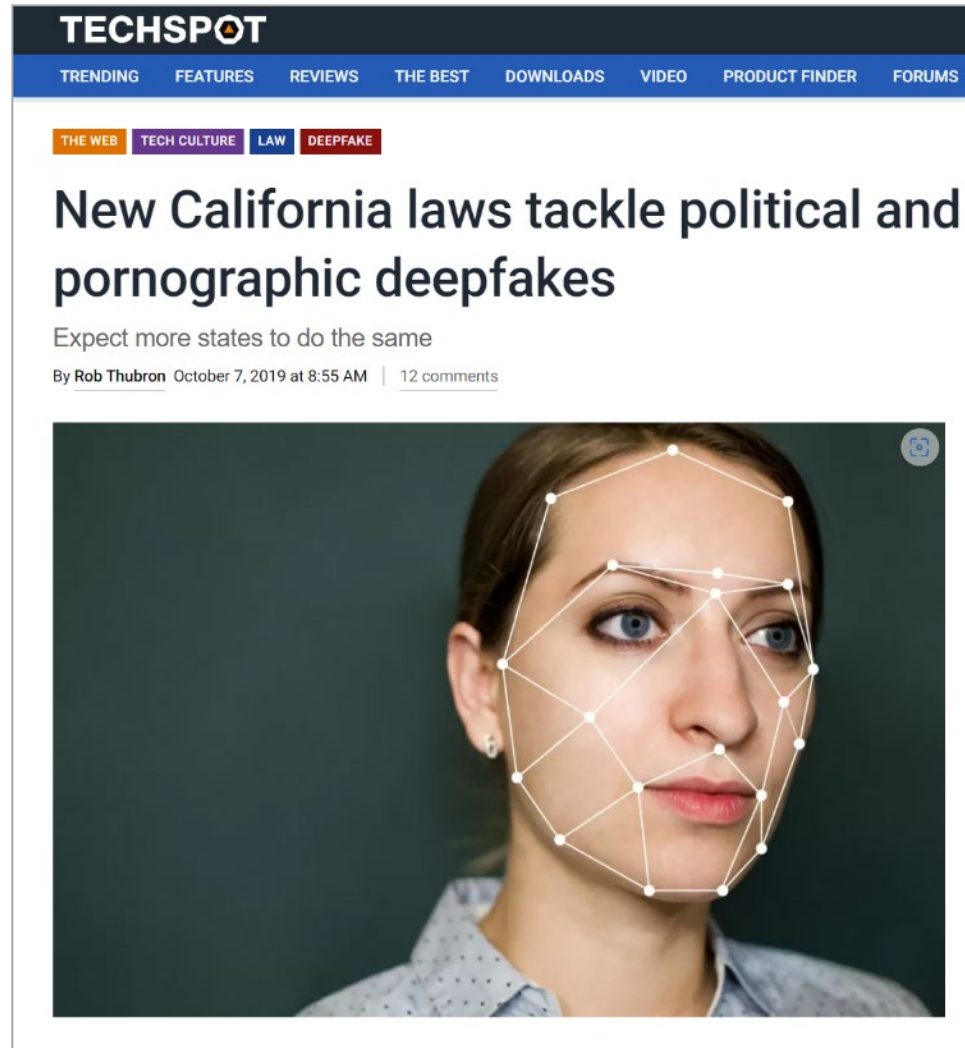 TECHSPOT
TRENDING FEATURES REVIEWS THE BEST DOWNLOADS VIDEO PRODUCT FINDER FORUMS
THE WEB TECH CULTURE LAW DEEPFAKE
New California laws tackle political and
pornographic deepfakes
Expect more states to do the same
By Rob Thubron October 7, 2019 at 8:55 AM 12 comments